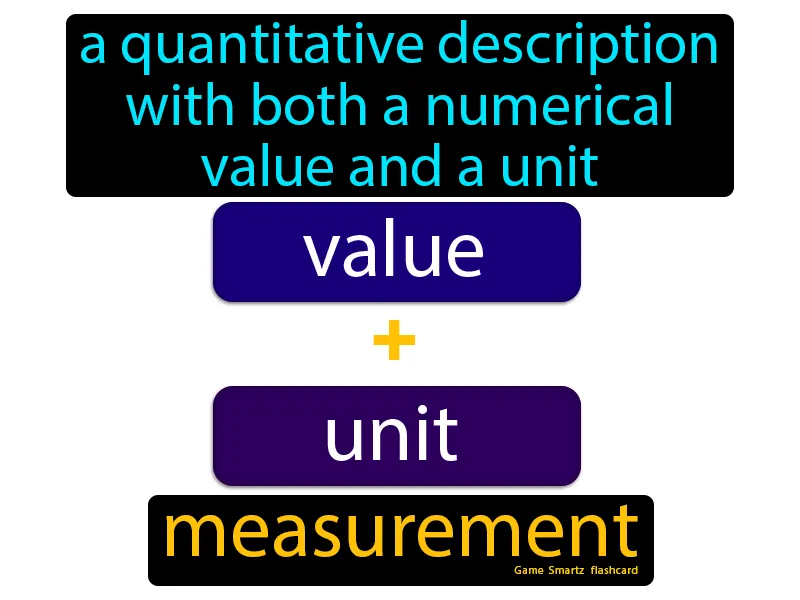 a quantitative description
with both a numerical
value and a unit
value
+
unit
measurement
Game Smartz flashcard